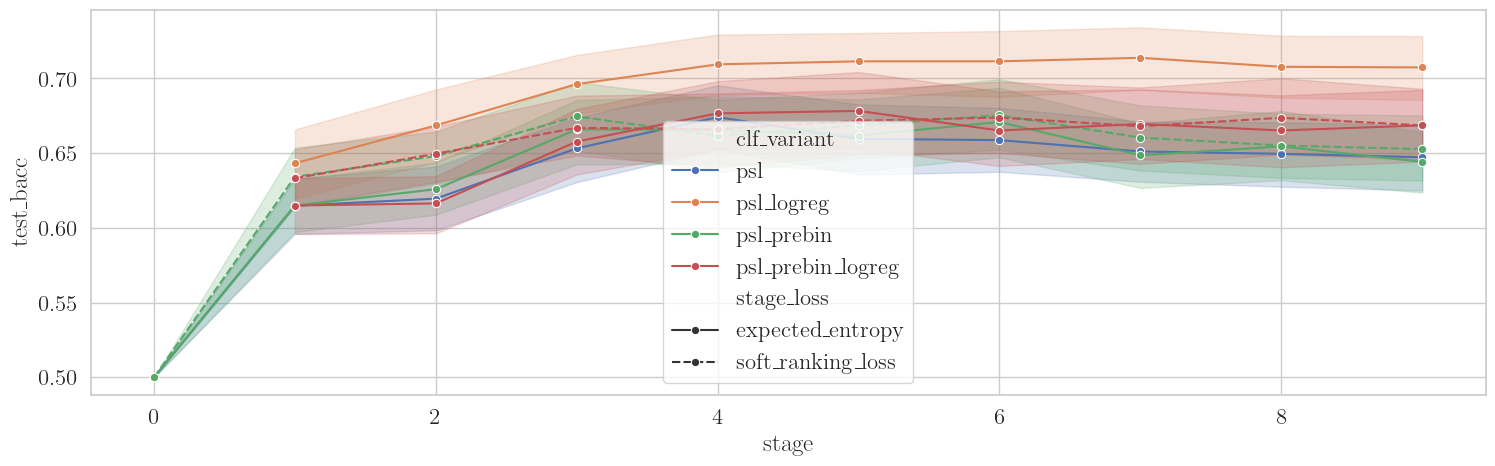 test_bacc
0.70
0.65
0.60
0.55
0.50
clf_variant
psl
psl_logreg
psl_prebin
psl_prebin_logreg
stage_loss
expected_entropy
soft_ranking_loss
0 2 4 6 8
stage